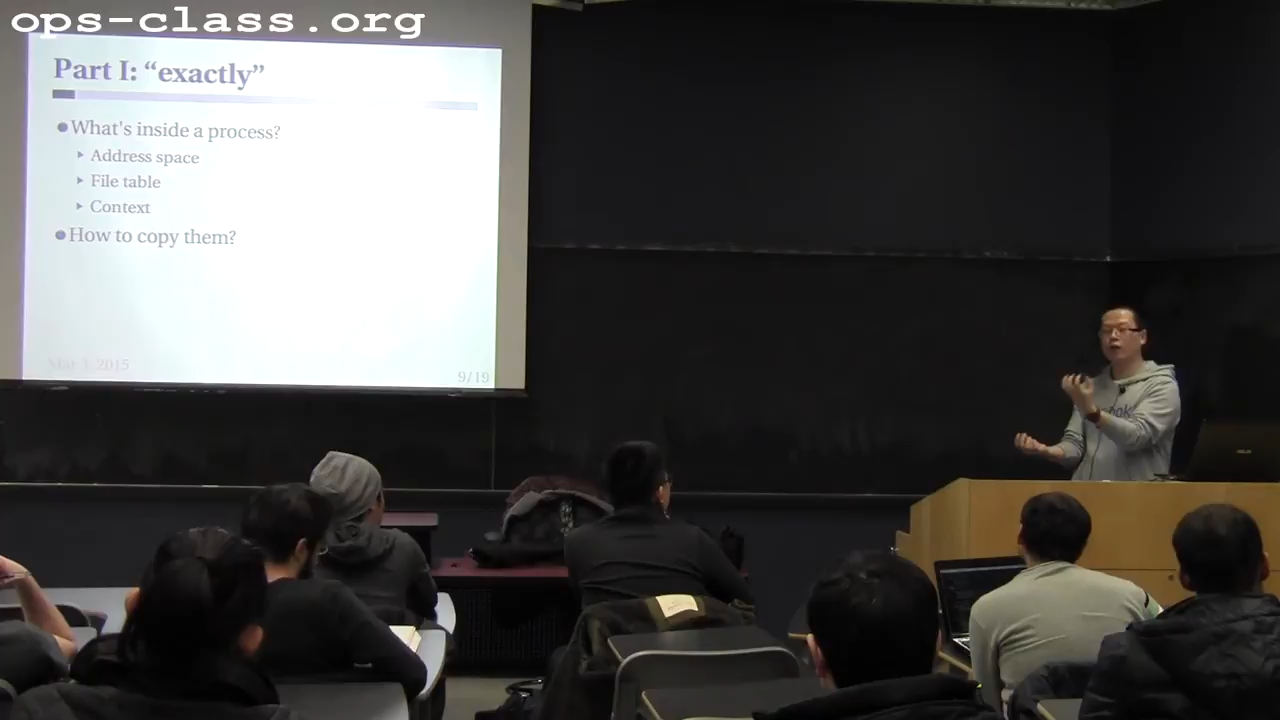 ops-class.org
Part I: “exactly”
What's inside a process?
Address space
File table
Context
How to copy them?
2015
9/19